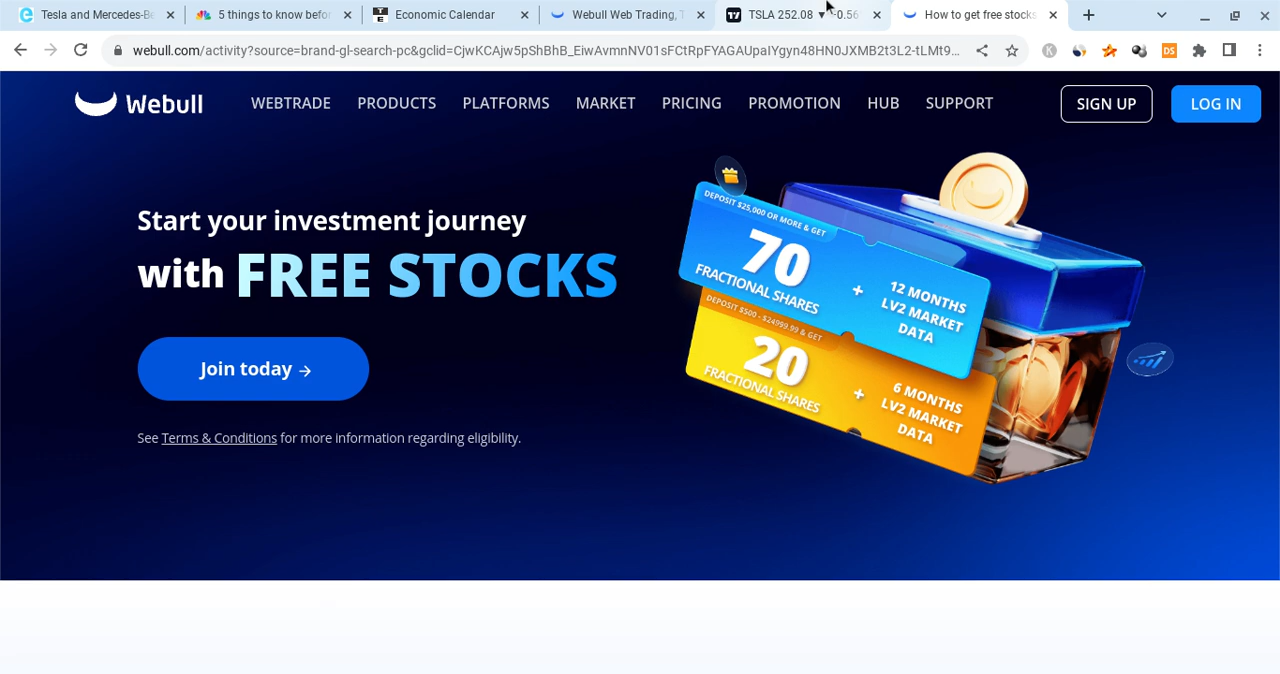 Tesla and Mercedes-Be
5 things to know befor
Economic Calendar
Webull Web Trading, T
TSLA 252.08 ▼ −0.56
How to get free stocks
webull.com/activity?source=brand-gl-search-pc&gclid=CjwKCAjw5pShBhB_EiwAvmnNV01sFCtRpFYAGAUpaIYgyn48HN0JXMB2t3L2-tLMt9...
Webull
WEBTRADE PRODUCTS PLATFORMS MARKET PRICING PROMOTION HUB SUPPORT
SIGN UP
LOG IN
Start your investment journey
with FREE STOCKS
Join today →
See Terms & Conditions for more information regarding eligibility.
DEPOSIT $25,000 OR MORE & GET
70
FRACTIONAL SHARES
+
12 MONTHS
LV2 MARKET
DATA
DEPOSIT $500 - $24999.99 & GET
20
FRACTIONAL SHARES
+
6 MONTHS
LV2 MARKET
DATA